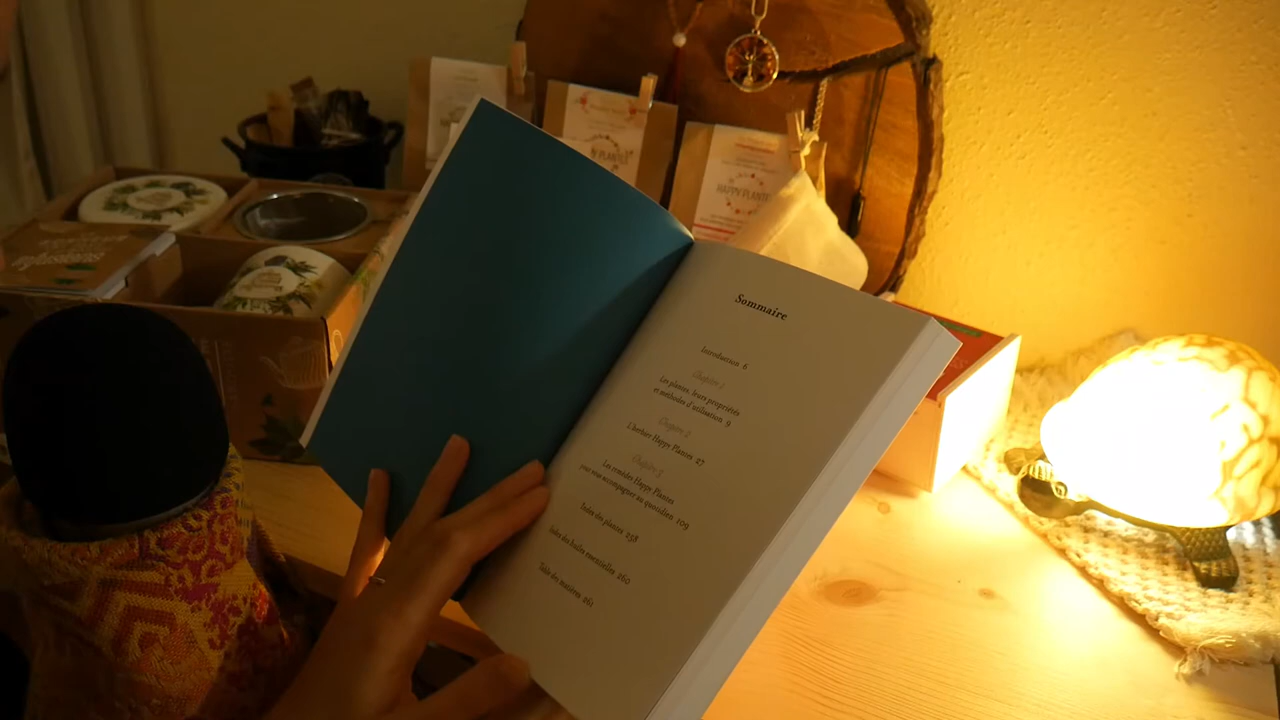 N PLANTE
HAPPY PLANTE
infusions
Sommaire
Introduction 6
Chapitre 1
Les plantes, leurs propriétés
et méthodes d'utilisation 9
Chapitre 2
L'herbier Happy Plantes 27
Chapitre 3
Les remèdes Happy Plantes
pour vous accompagner au quotidien 109
Index des plantes 258
Index des huiles essentielles 260
Table des matières 261